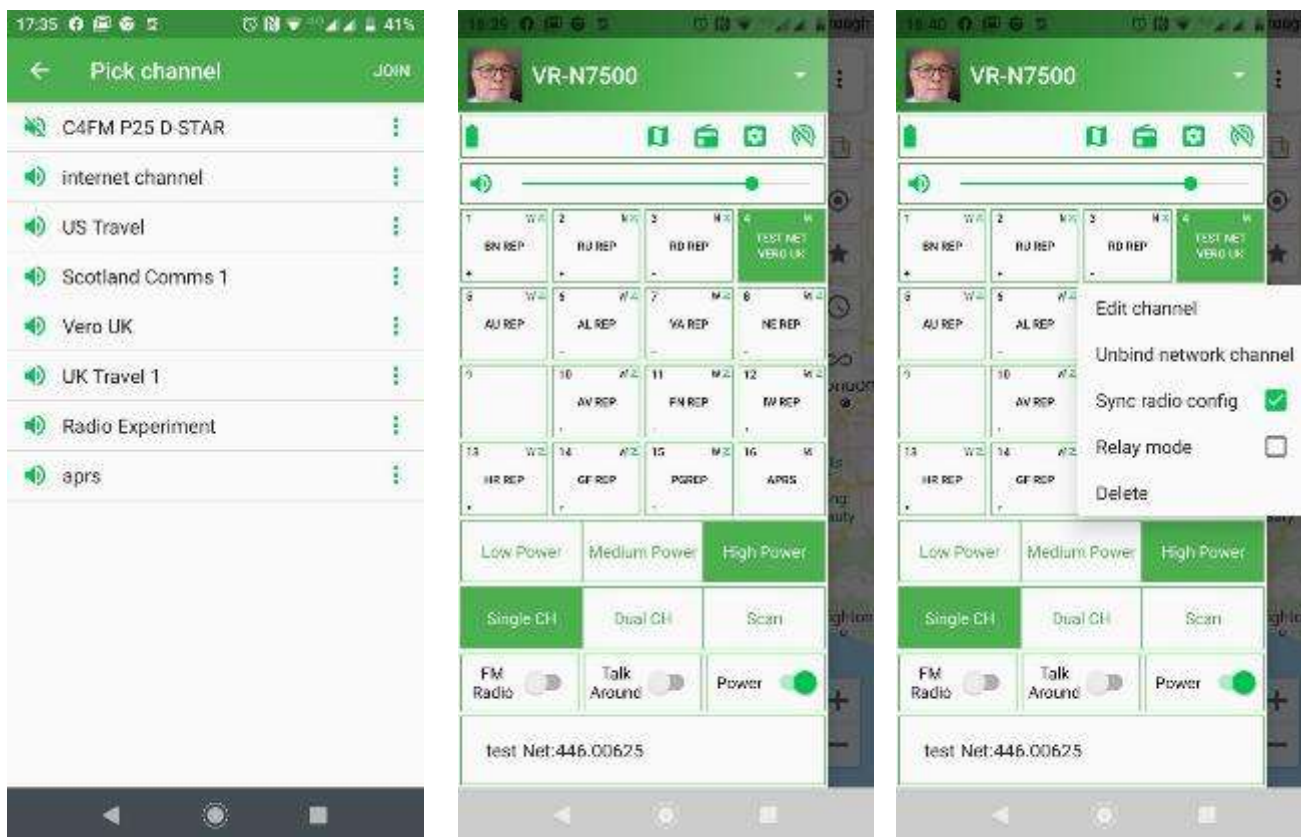 17:35
41%
Pick channel
JOIN
C4FM P25 D-STAR
internet channel
US Travel
Scotland Comms 1
Vero UK
UK Travel 1
Radio Experiment
aprs
VR-N7500
1
BN REP
2
RU REP
3
RD REP
4
TEST NET
VERO UK
AU REP
AL REP
7
VA REP
8
NE REP
9
10
AV REP
11
FN REP
12
IW REP
13
HR REP
14
GF REP
15
PGREP
16
APRS
Low Power
Medium Power
High Power
Single CH
Dual CH
Scan
FM
Radio
Talk
Around
Power
test Net:446.00625
VR-N7500
1
BN REP
2
RU REP
3
RD REP
4
TEST NET
VERO UK
AU REP
AL REP
9
10
AV REP
13
HR REP
14
GF REP
Edit channel
Unbind network channel
Sync radio config
Relay mode
Delete
Low Power
Medium Power
High Power
Single CH
Dual CH
Scan
FM
Radio
Talk
Around
Power
test Net:446.00625